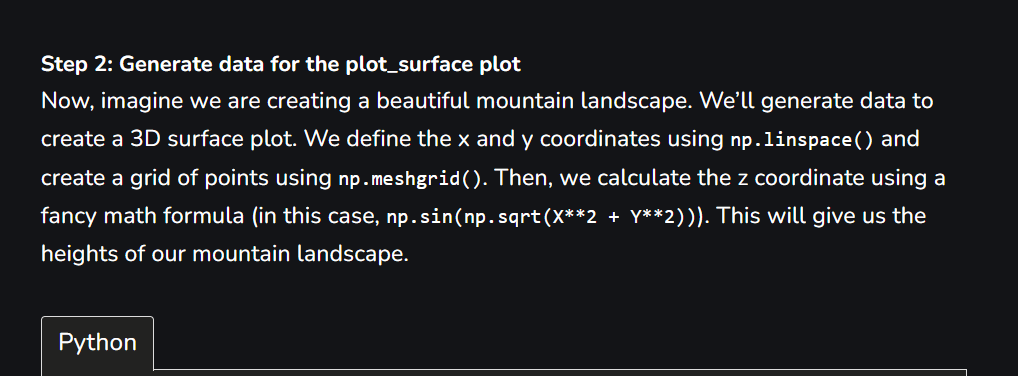 Step 2: Generate data for the plot_surface plot
Now, imagine we are creating a beautiful mountain landscape. We’ll generate data to
create a 3D surface plot. We define the x and y coordinates using np.linspace() and
create a grid of points using np.meshgrid(). Then, we calculate the z coordinate using a
fancy math formula (in this case, np.sin(np.sqrt(X**2 + Y**2))). This will give us the
heights of our mountain landscape.
Python